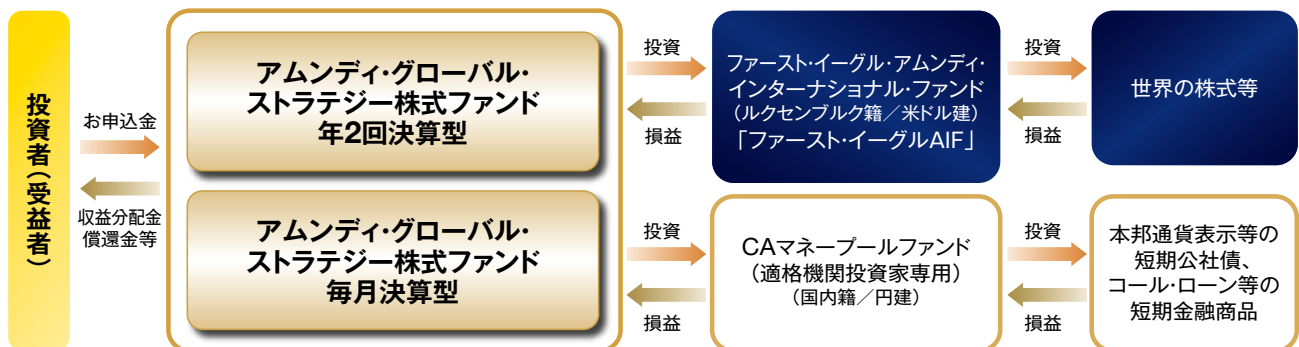 投資者（受益者）
お申込金
収益分配金
償還金等
アムンディ・グローバル・
ストラテジー株式ファンド
年2回決算型
アムンディ・グローバル・
ストラテジー株式ファンド
毎月決算型
投資
損益
ファースト・イーグル・アムンディ・
インターナショナル・ファンド
（ルクセンブルク籍／米ドル建）
「ファースト・イーグルAIF」
投資
損益
世界の株式等
投資
損益
CAマネープールファンド
（適格機関投資家専用）
（国内籍／円建）
投資
損益
本邦通貨表示等の
短期公社債、
コール・ローン等の
短期金融商品